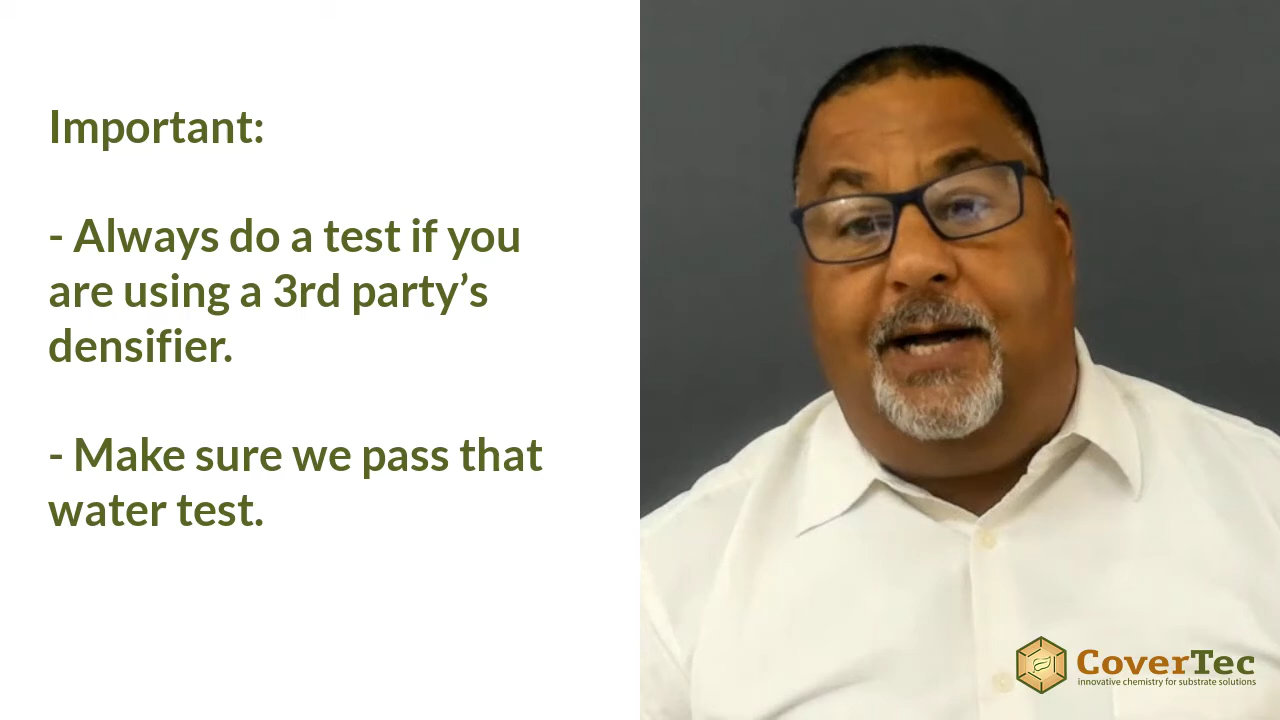 Important:
- Always do a test if you
are using a 3rd party’s
densifier.
- Make sure we pass that
water test.
CoverTec
innovative chemistry for substrate solutions